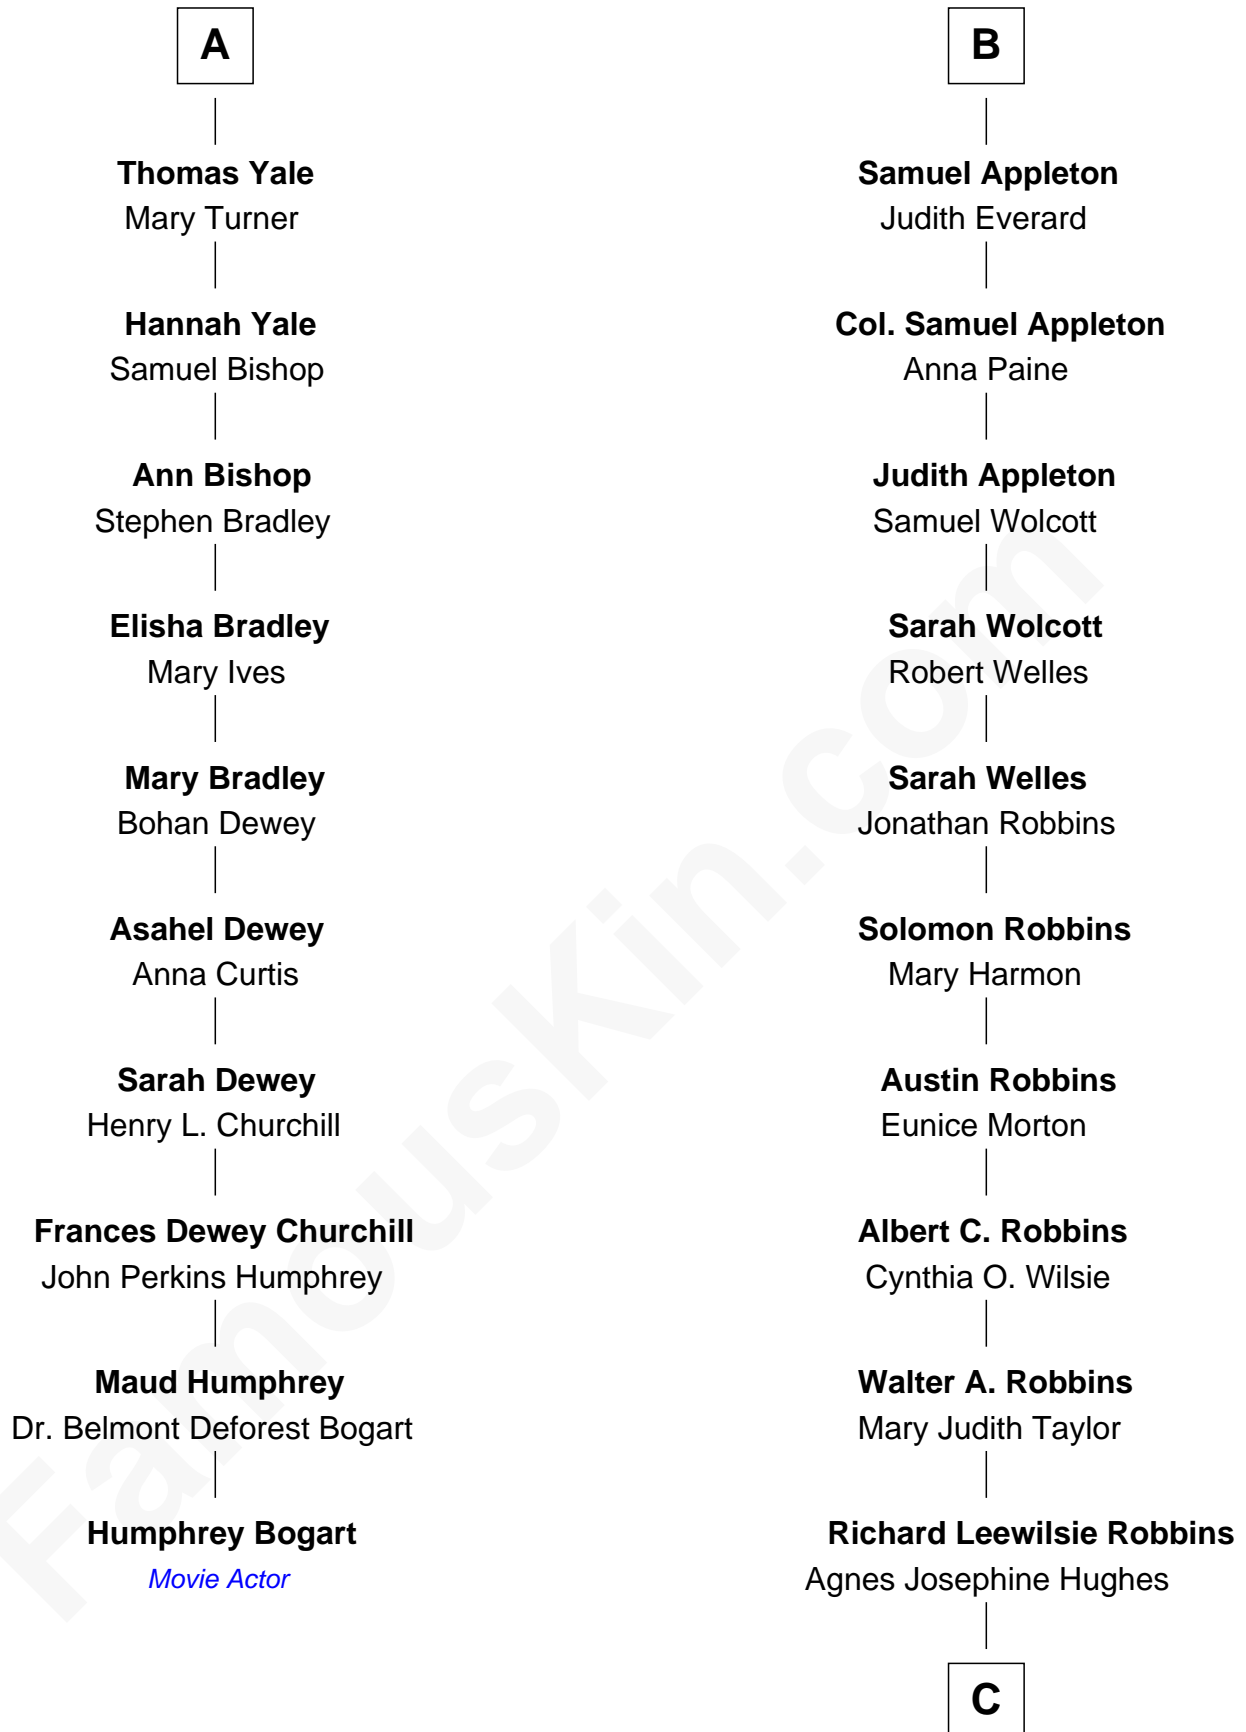 A
Thomas Yale
Mary Turner
Hannah Yale
Samuel Bishop
Ann Bishop
Stephen Bradley
Elisha Bradley
Mary Ives
Mary Bradley
Bohan Dewey
Asahel Dewey
Anna Curtis
Sarah Dewey
Henry L. Churchill
Frances Dewey Churchill
John Perkins Humphrey
Maud Humphrey
Dr. Belmont Deforest Bogart
Humphrey Bogart
Movie Actor
B
Samuel Appleton
Judith Everard
Col. Samuel Appleton
Anna Paine
Judith Appleton
Samuel Wolcott
Sarah Wolcott
Robert Welles
Sarah Welles
Jonathan Robbins
Solomon Robbins
Mary Harmon
Austin Robbins
Eunice Morton
Albert C. Robbins
Cynthia O. Wilsie
Walter A. Robbins
Mary Judith Taylor
Richard Leewilsie Robbins
Agnes Josephine Hughes
C
FamousKin.com